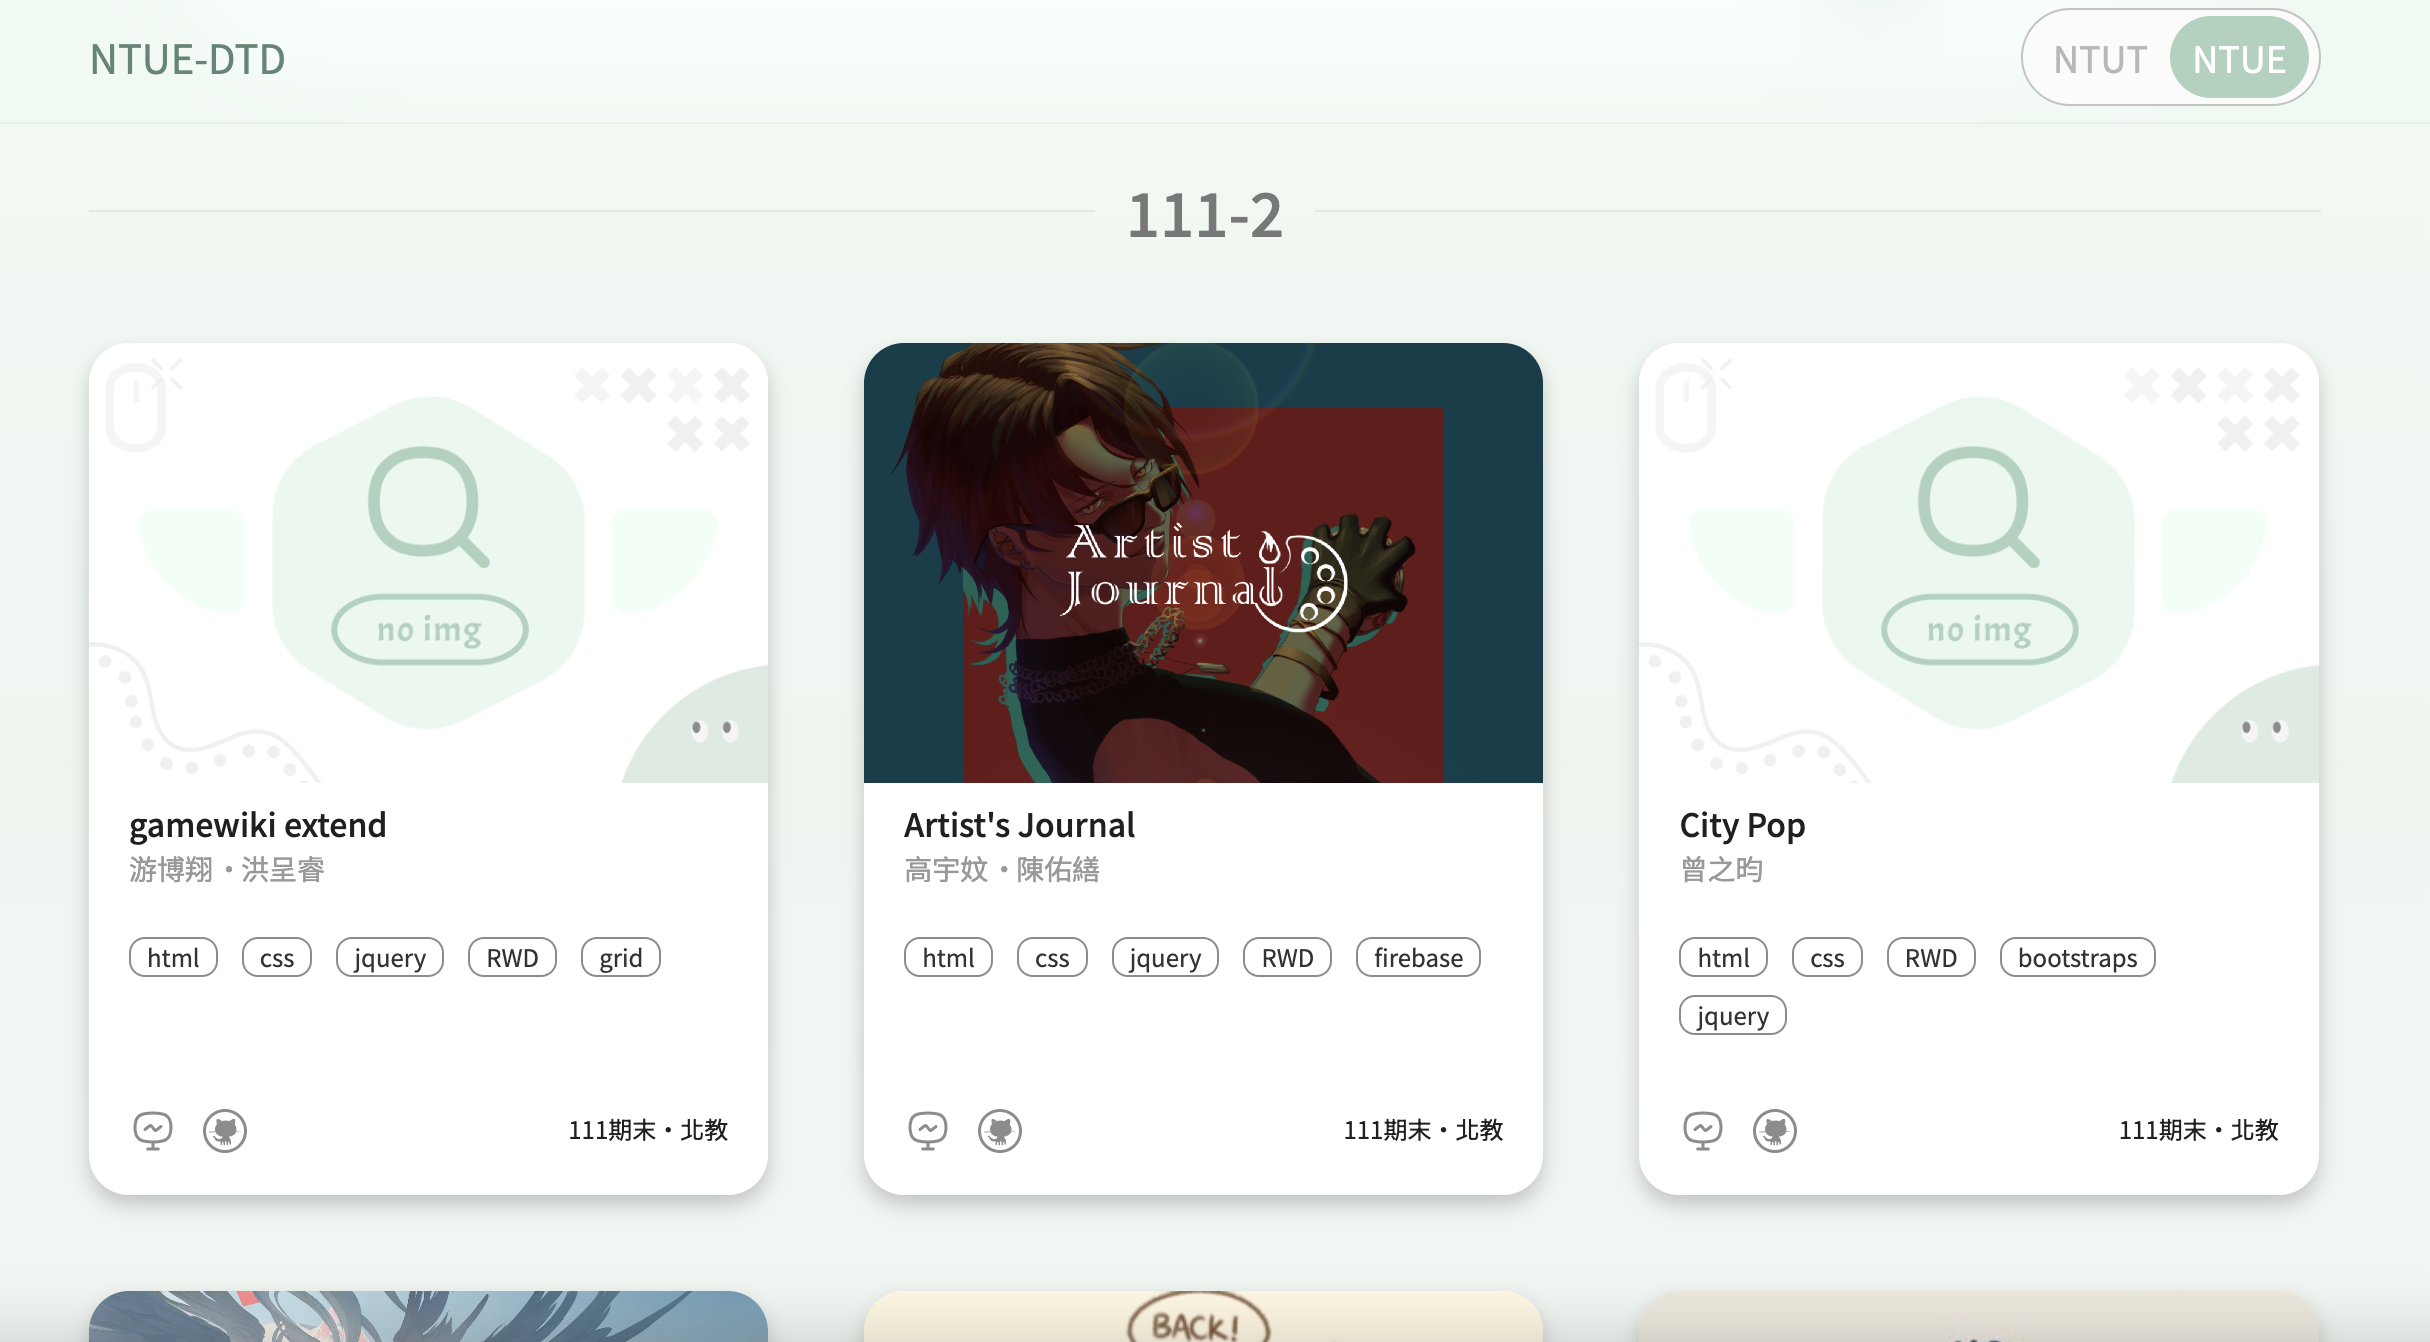 NTUE-DTD
NTUT NTUE
111-2
no img
Artist
Journal
no img
gamewiki extend
游博翔・洪呈睿
html css jquery RWD grid
111期末・北教
Artist's Journal
高宇妏・陳佑繕
html css jquery RWD firebase
111期末・北教
City Pop
曾之昀
html css RWD bootstraps
jquery
111期末・北教
BACK!